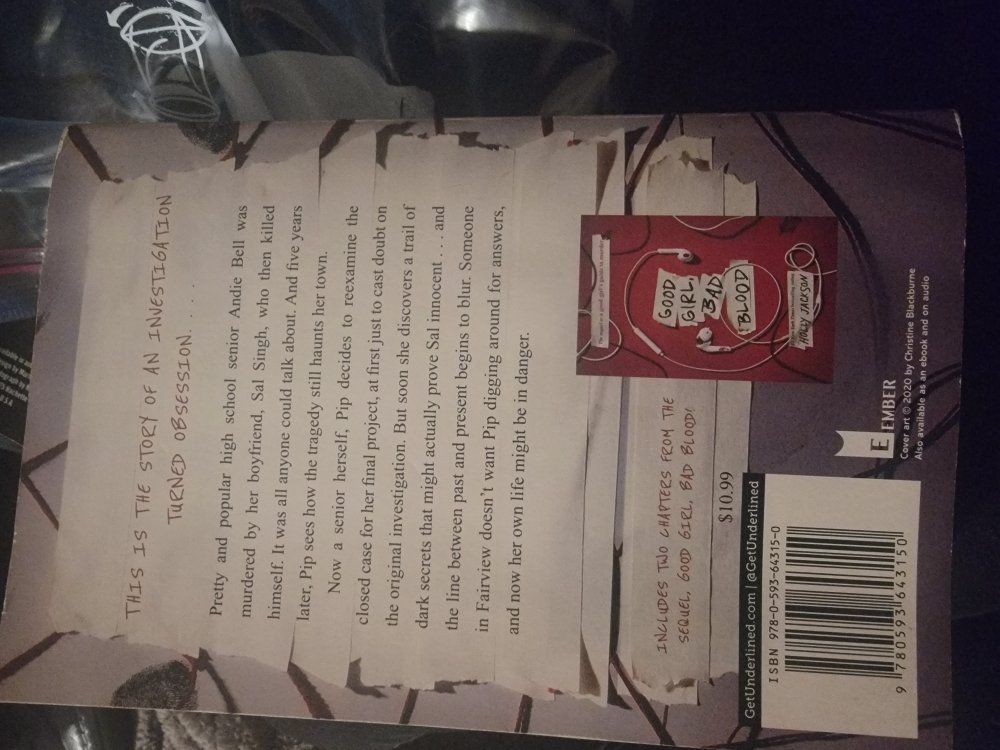 THIS IS THE STORY OF AN INVESTIGATION
TURNED OBSESSION. . . . .
Pretty and popular high school senior Andie Bell was
murdered by her boyfriend, Sal Singh, who then killed
himself. It was all anyone could talk about. And five years
later, Pip sees how the tragedy still haunts her town.
Now a senior herself, Pip decides to reexamine the
closed case for her final project, at first just to cast doubt on
the original investigation. But soon she discovers a trail of
dark secrets that might actually prove Sal innocent . . . and
the line between past and present begins to blur. Someone
in Fairview doesn't want Pip digging around for answers,
and now her own life might be in danger.
GOOD
GIRL,
BAD
BLOOD
HOLLY JACKSON
INCLUDES TWO CHAPTERS FROM THE
SEQUEL, GOOD GIRL, BAD BLOOD!
$10.99
GetUnderlined.com | @GetUnderlined
ISBN 978-0-593-64315-0
9 780593 643150
E EMBER
Cover art © 2020 by Christine Blackburne
Also available as an ebook and on audio